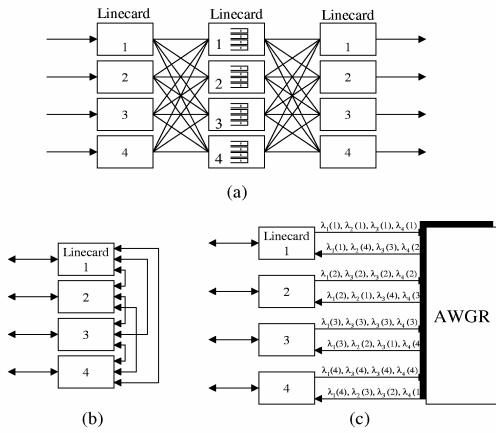 Linecard Linecard Linecard
1 1 1
2 2 2
3 3 3
4 4 4
(a)
Linecard
1
2
3
4
(b)
Linecard
1
λ₁(1), λ₂(1), λ₃(1), λ₄(1)
λ₁(1), λ₂(4), λ₃(3), λ₄(2
2
λ₁(2), λ₂(2), λ₃(2), λ₄(2)
λ₁(2), λ₂(1), λ₃(4), λ₄(3
3
λ₁(3), λ₂(3), λ₃(3), λ₄(3)
λ₁(3), λ₂(2), λ₃(1), λ₄(4
4
λ₁(4), λ₂(4), λ₃(4), λ₄(4)
λ₁(4), λ₂(3), λ₃(2), λ₄(1
AWGR
(c)